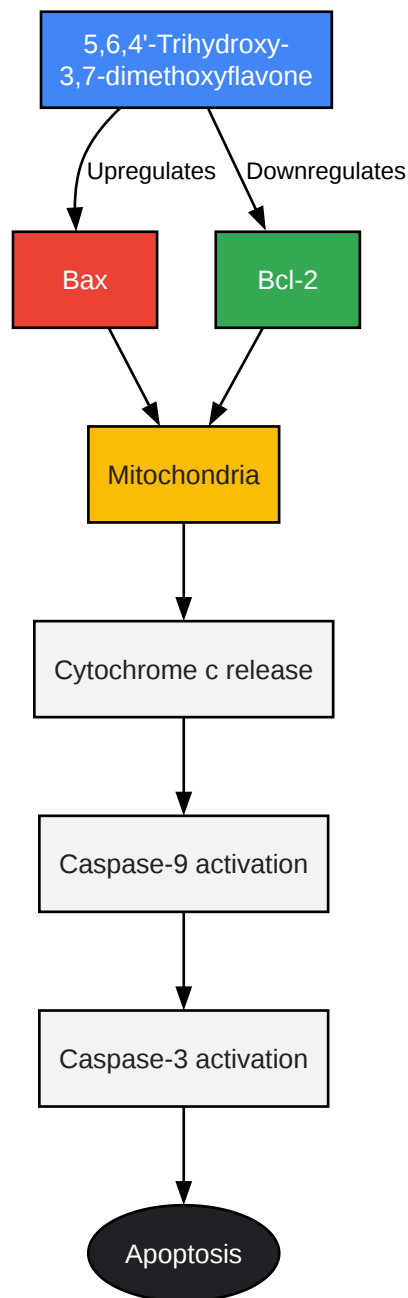 5,6,4'-Trihydroxy-
3,7-dimethoxyflavone
Upregulates
Downregulates
Bax
Bcl-2
Mitochondria
Cytochrome c release
Caspase-9 activation
Caspase-3 activation
Apoptosis